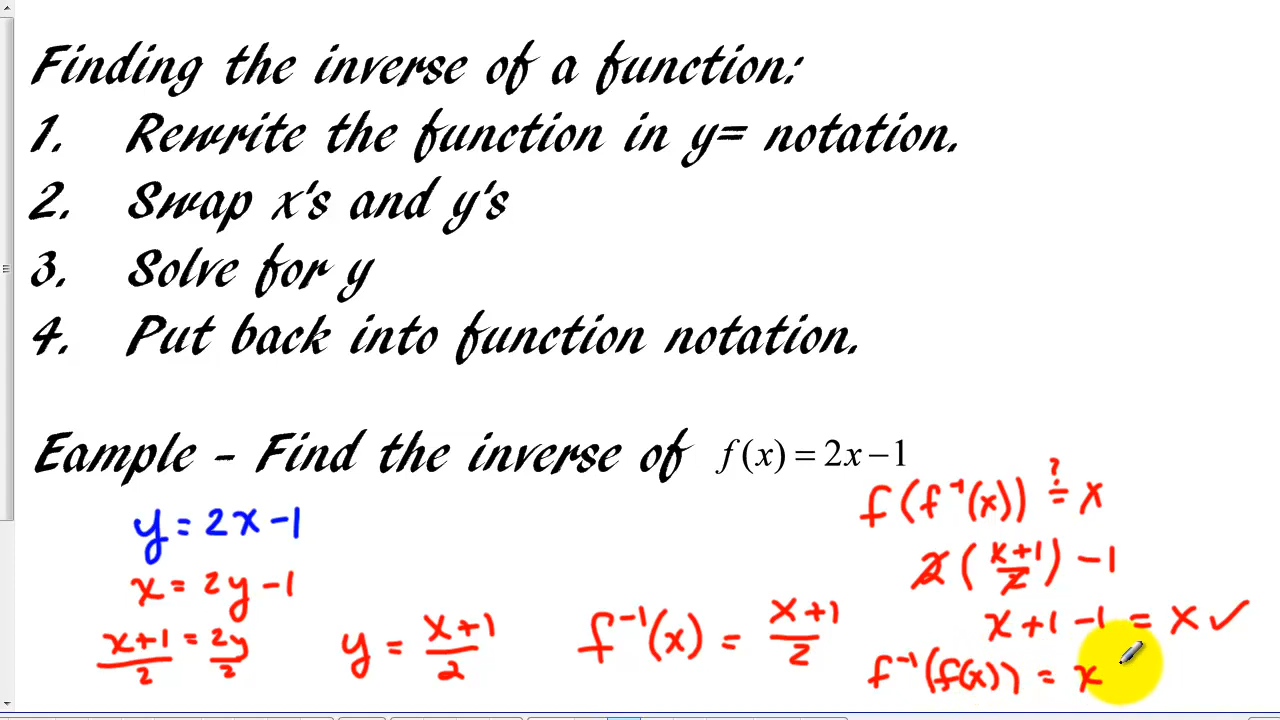 Finding the inverse of a function:
1. Rewrite the function in y= notation.
2. Swap x's and y's
3. Solve for y
4. Put back into function notation.
Eample - Find the inverse of f(x) = 2x − 1
y = 2x - 1
x = 2y - 1
x+1/2 = 2y/2
y = x+1/2
f⁻¹(x) = x+1/2
f(f⁻¹(x)) ≟ x
2(x+1/2) - 1
x+1-1 = x ✓
f⁻¹(f(x)) = x